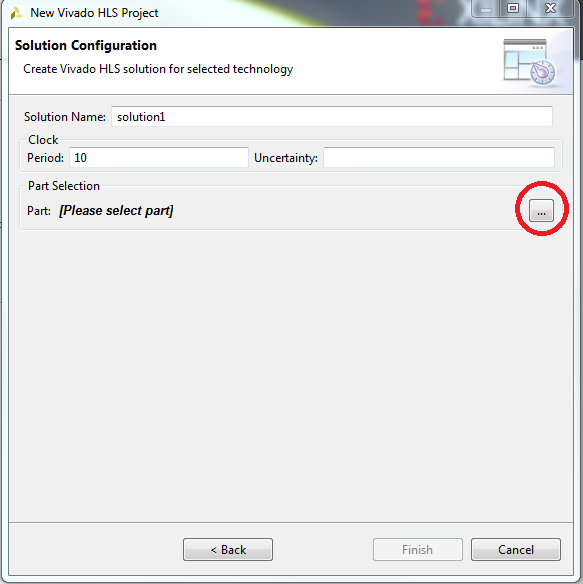 New Vivado HLS Project
Solution Configuration
Create Vivado HLS solution for selected technology
Solution Name: solution1
Clock
Period: 10 Uncertainty:
Part Selection
Part: [Please select part] ...
< Back Finish Cancel